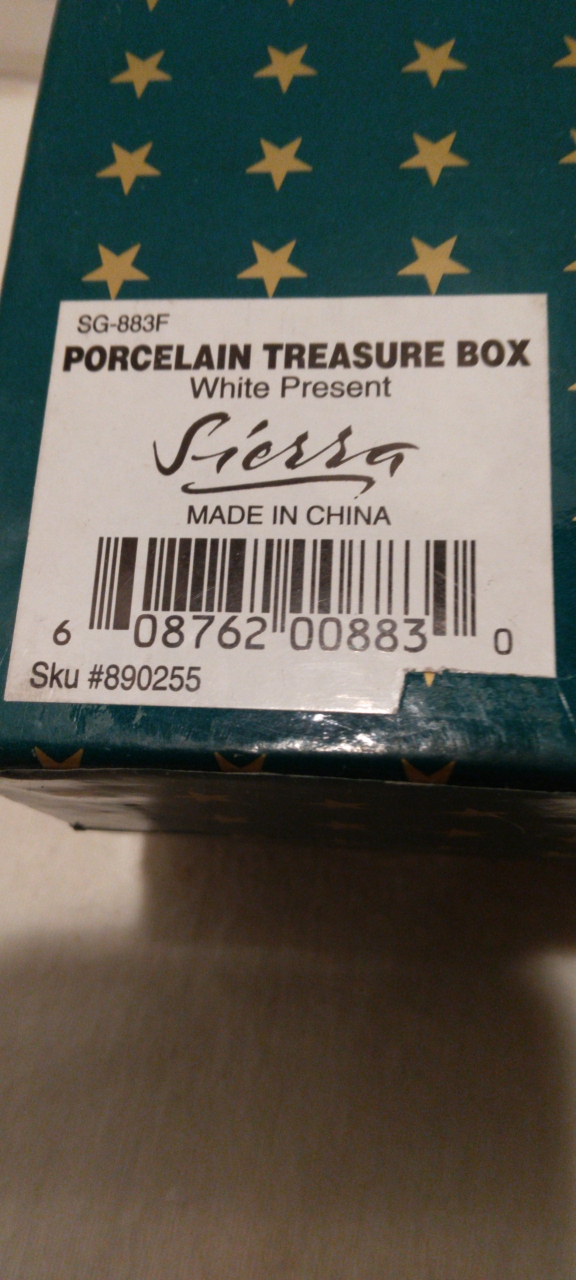 SG-883F
PORCELAIN TREASURE BOX
White Present
Sierra
MADE IN CHINA
6 08762 00883 0
Sku #890255